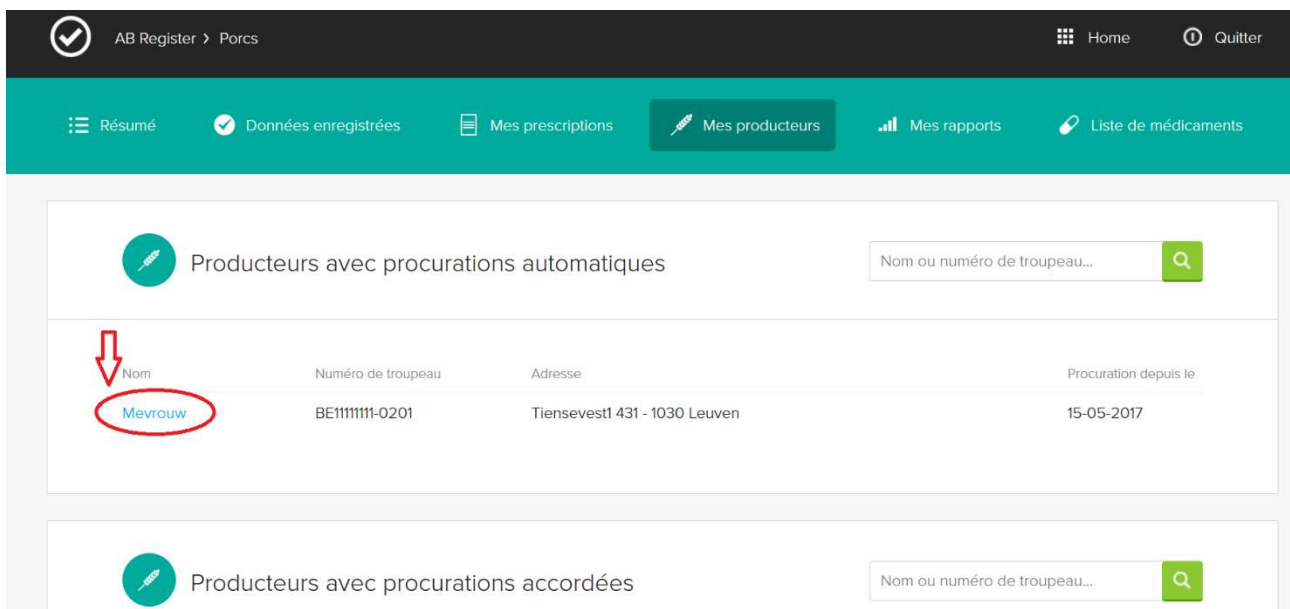 AB Register > Porcs Home Quitter
Résumé Données enregistrées Mes prescriptions Mes producteurs Mes rapports Liste de médicaments
Producteurs avec procurations automatiques Nom ou numéro de troupeau...
Nom Numéro de troupeau Adresse Procuration depuis le
Mevrouw BE11111111-0201 Tiensevest1 431 - 1030 Leuven 15-05-2017
Producteurs avec procurations accordées Nom ou numéro de troupeau...